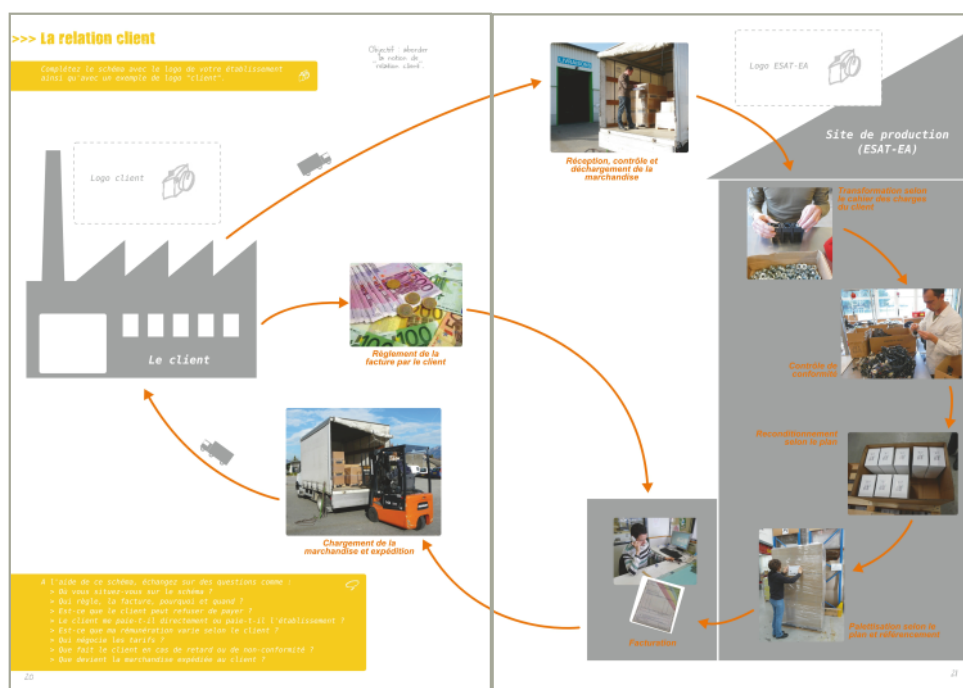 >>> La relation client
Complétez le schéma avec le logo de votre établissement
ainsi qu'avec un exemple de logo "client".
Objectif : aborder
la notion de
"relation client".
Logo client
Le client
Règlement de la
facture par le client
Chargement de la
marchandise et expédition
A l'aide de ce schéma, échangez sur des questions comme :
> Où vous situez-vous sur le schéma ?
> Qui règle, la facture, pourquoi et quand ?
> Est-ce que le client peut refuser de payer ?
> Le client me paie-t-il directement ou paie-t-il l'établissement ?
> Est-ce que ma rémunération varie selon le client ?
> Qui négocie les tarifs ?
> Que fait le client en cas de retard ou de non-conformité ?
> Que devient la marchandise expédiée au client ?
20
LIVRAISONS
Réception, contrôle et
déchargement de la
marchandise
Logo ESAT-EA
Site de production
(ESAT-EA)
Transformation selon
le cahier des charges
du client
Contrôle de
conformité
Reconditionnement
selon le plan
Palettisation selon le
plan et référencement
Facturation
21